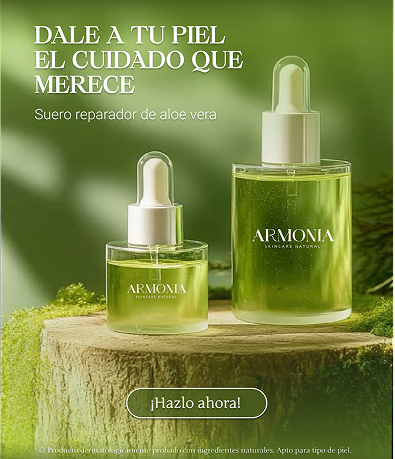 DALE A TU PIEL
EL CUIDADO QUE
MERECE
Suero reparador de aloe vera
ARMONIA
SKINCARE NATURAL
ARMONIA
SKINCARE NATURAL
¡Hazlo ahora!
© Producto dermatológicamente probado con ingredientes naturales. Apto para tipo de piel.